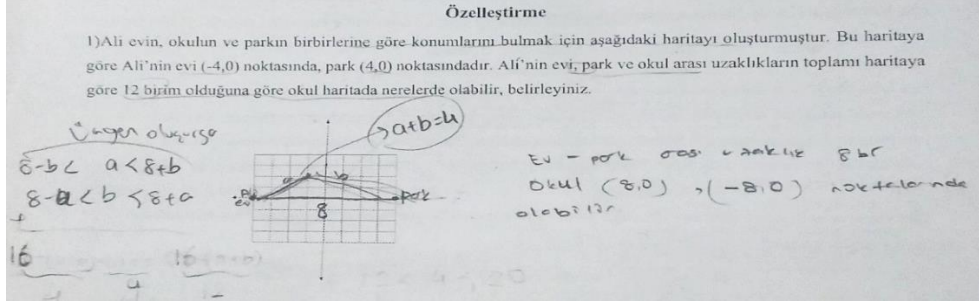 Özelleştirme
1)Ali evin, okulun ve parkın birbirlerine göre konumlarını bulmak için aşağıdaki haritayı oluşturmuştur. Bu haritaya
göre Ali'nin evi (-4,0) noktasında, park (4,0) noktasındadır. Ali'nin evi, park ve okul arası uzaklıkların toplamı haritaya
göre 12 birim olduğuna göre okul haritada nerelerde olabilir, belirleyiniz.
Üçgen oluşursa
a+b=4
8-b< a<8+b
8-a<b<8+a
+
16
a b
Ev
park
8
Ev - park arası uzaklık 8 br
Okul (8,0), (-8,0) noktalarında
olabilir